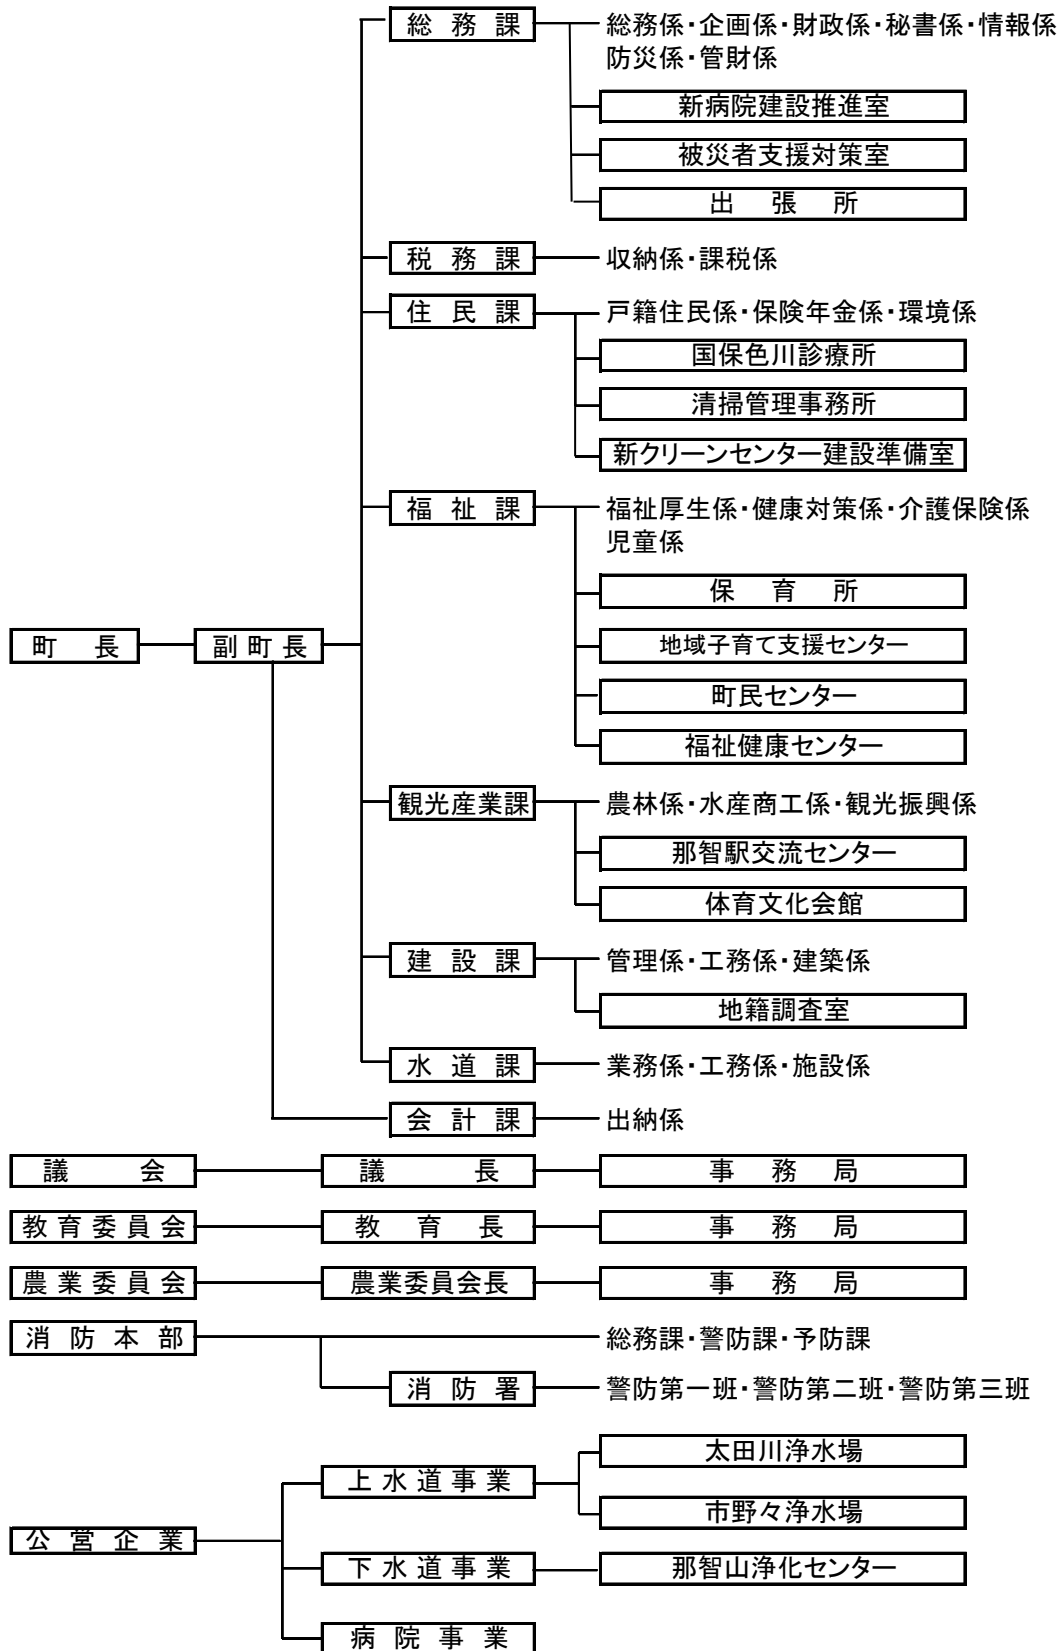 総務課
総務係・企画係・財政係・秘書係・情報係
防災係・管財係
新病院建設推進室
被災者支援対策室
出張所
税務課
収納係・課税係
住民課
戸籍住民係・保険年金係・環境係
国保色川診療所
清掃管理事務所
新クリーンセンター建設準備室
福祉課
福祉厚生係・健康対策係・介護保険係
児童係
保育所
町長
副町長
地域子育て支援センター
町民センター
福祉健康センター
観光産業課
農林係・水産商工係・観光振興係
那智駅交流センター
体育文化会館
建設課
管理係・工務係・建築係
地籍調査室
水道課
業務係・工務係・施設係
会計課
出納係
議会
議長
事務局
教育委員会
教育長
事務局
農業委員会
農業委員会長
事務局
消防本部
総務課・警防課・予防課
消防署
警防第一班・警防第二班・警防第三班
太田川浄水場
上水道事業
市野々浄水場
公営企業
下水道事業
那智山浄化センター
病院事業